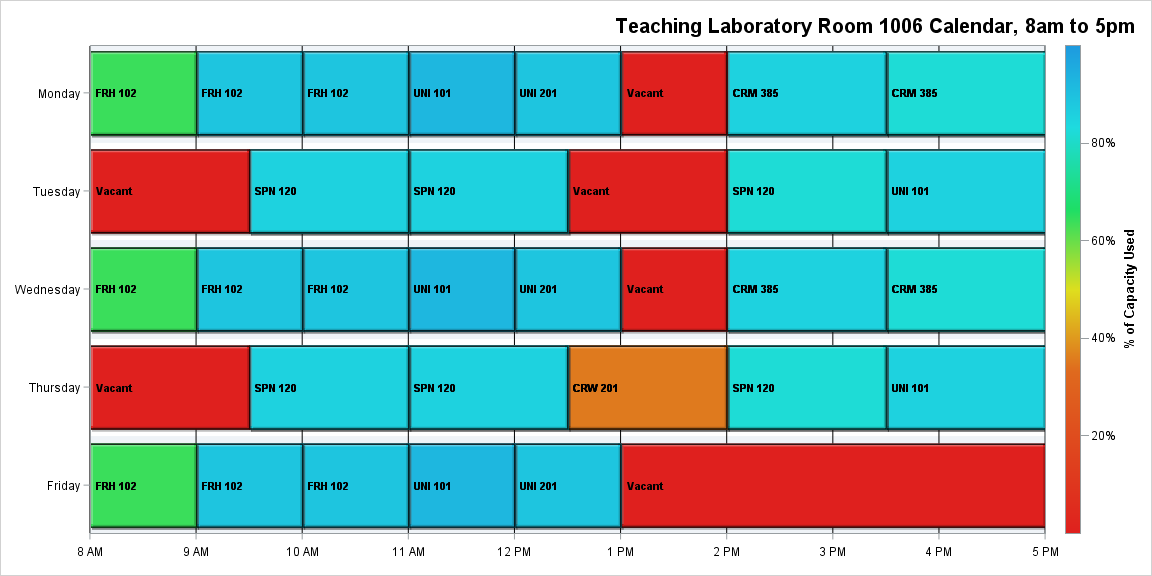 Teaching Laboratory Room 1006 Calendar, 8am to 5pm
Monday FRH 102 FRH 102 FRH 102 UNI 101 UNI 201 Vacant CRM 385 CRM 385
80%
Tuesday Vacant SPN 120 SPN 120 Vacant SPN 120 UNI 101
60%
Wednesday FRH 102 FRH 102 FRH 102 UNI 101 UNI 201 Vacant CRM 385 CRM 385
% of Capacity Used
40%
Thursday Vacant SPN 120 SPN 120 CRW 201 SPN 120 UNI 101
20%
Friday FRH 102 FRH 102 FRH 102 UNI 101 UNI 201 Vacant
8 AM 9 AM 10 AM 11 AM 12 PM 1 PM 2 PM 3 PM 4 PM 5 PM